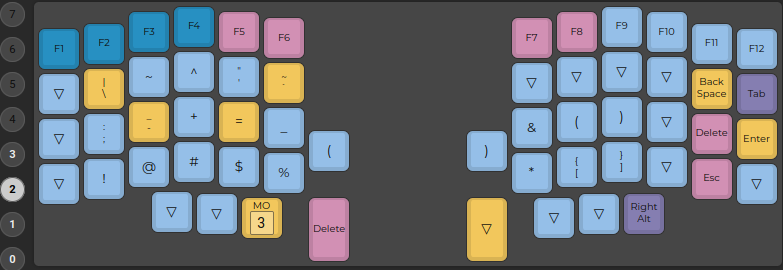 7
6
5
4
3
2
1
0
F1
F2
F3
F4
F5
F6
F7
F8
F9
F10
F11
F12
▽
|
\
~
^
"
'
~
▽
▽
▽
▽
Back
Space
Tab
▽
:
;
_
-
+
=
_
&
(
)
▽
Delete
Enter
▽
!
@
#
$
%
(
)
*
{
[
}
]
▽
Esc
▽
▽
▽
MO
3
Delete
▽
▽
▽
Right
Alt